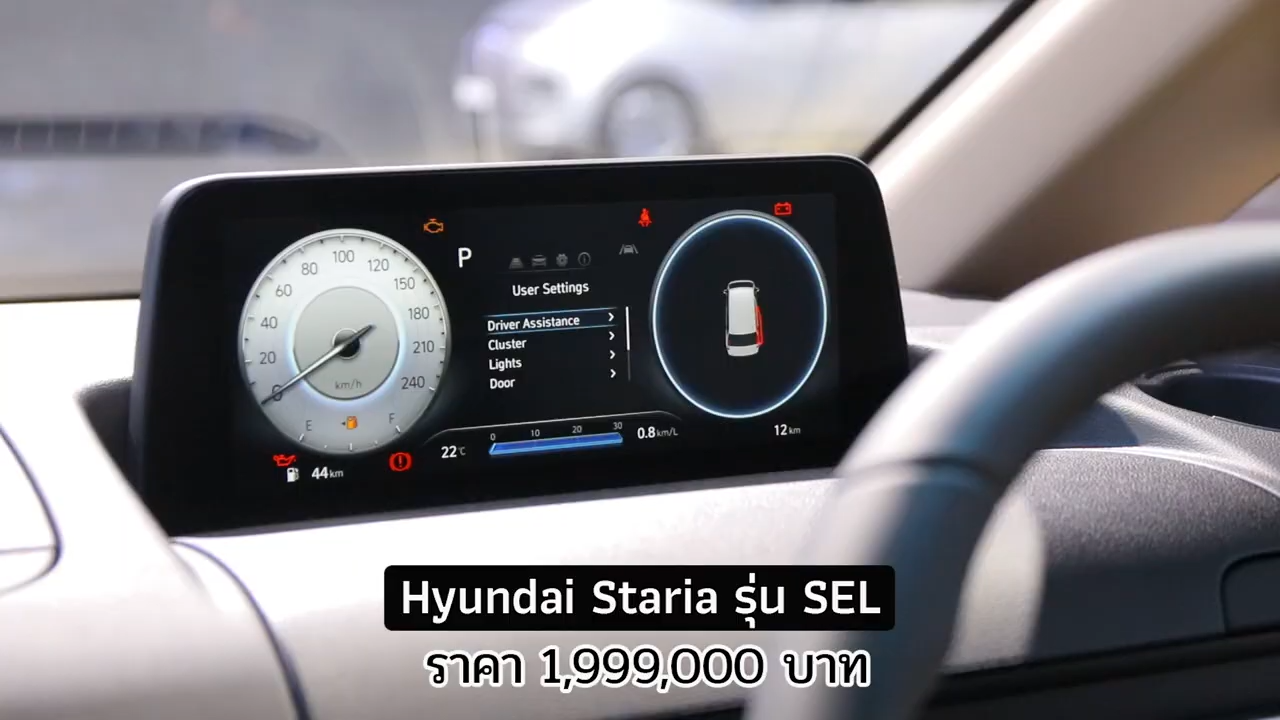 100
80
120
60
150
40
180
20
210
0
240
km/h
E
F
44km
P
User Settings
Driver Assistance
Cluster
Lights
Door
22°C
0 10 20 30
0.8km/L
12km
Hyundai Staria รุ่น SEL
ราคา 1,999,000 บาท